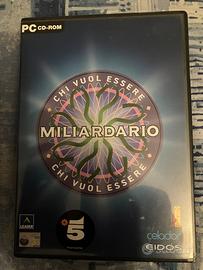 PC CD-ROM
CHI VUOL ESSERE
MILIARDARIO
CHI VUOL ESSERE
5
celador
EIDOS